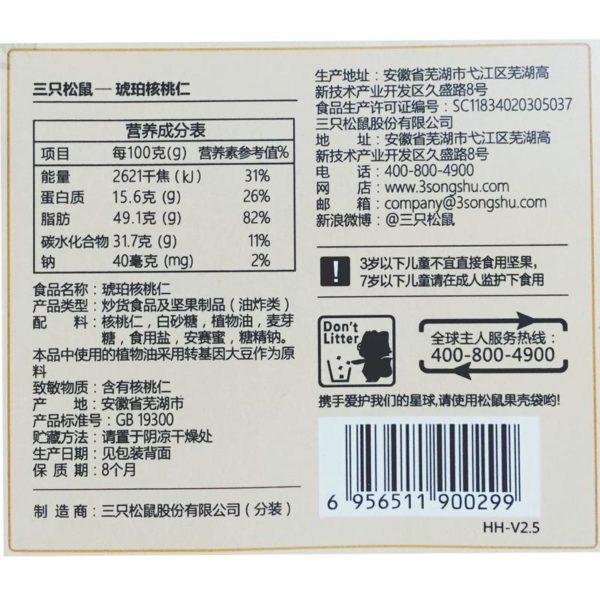 三只松鼠—琥珀核桃仁
营养成分表
项目 每100克(g) 营养素参考值%
能量 2621千焦(kJ) 31%
蛋白质 15.6克(g) 26%
脂肪 49.1克(g) 82%
碳水化合物 31.7克(g) 11%
钠 40毫克(mg) 2%
食品名称：琥珀核桃仁
产品类型：炒货食品及坚果制品（油炸类）
配 料：核桃仁，白砂糖，植物油，麦芽
糖，食用盐，安赛蜜，糖精钠。
本品中使用的植物油采用转基因大豆作为原
料
致敏物质：含有核桃仁
产 地：安徽省芜湖市
产品标准号：GB 19300
贮藏方法：请置于阴凉干燥处
生产日期：见包装背面
保 质 期：8个月
制 造 商：三只松鼠股份有限公司（分装）
生产地址：安徽省芜湖市弋江区芜湖高
新技术产业开发区久盛路8号
食品生产许可证编号：SC11834020305037
三只松鼠股份有限公司
地 址：安徽省芜湖市弋江区芜湖高
新技术产业开发区久盛路8号
电 话：400-800-4900
网 店：www.3songshu.com
邮 箱：company@3songshu.com
新浪微博：@三只松鼠
! 3岁以下儿童不宜直接食用坚果，
7岁以下儿童请在成人监护下食用
Don't
Litter
全球主人服务热线：
400-800-4900
携手爱护我们的星球,请使用松鼠果壳袋哟!
6 956511 900299
HH-V2.5